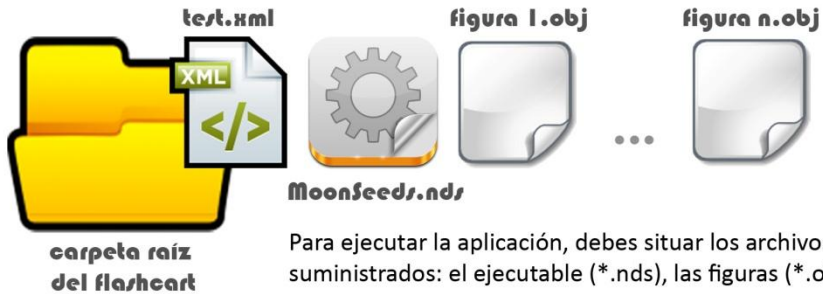 test.xml
figura 1.obj
figura n.obj
XML
</>
...
MoonSeeds.nds
carpeta raíz
del flashcart
Para ejecutar la aplicación, debes situar los archivo
suministrados: el ejecutable (*.nds), las figuras (*.o